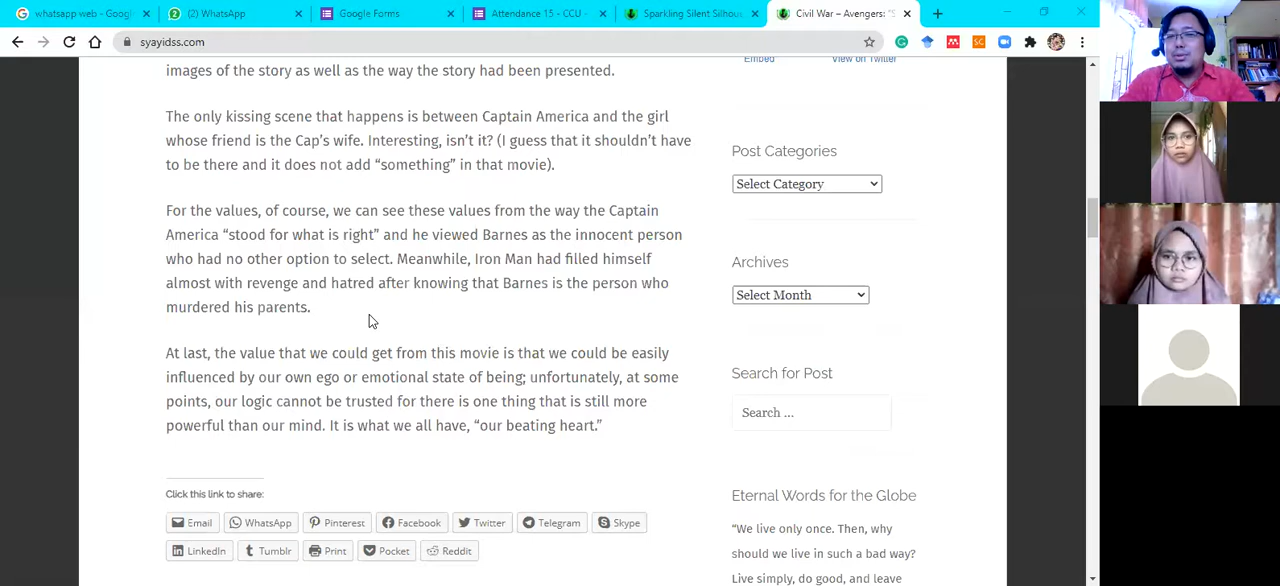 whatsapp web - Googl
(2) WhatsApp
Google Forms
Attendance 15 - CCU -
Sparkling Silent Silhou
Civil War – Avengers: "S
syayidss.com
images of the story as well as the way the story had been presented.
The only kissing scene that happens is between Captain America and the girl
whose friend is the Cap's wife. Interesting, isn't it? (I guess that it shouldn't have
to be there and it does not add "something" in that movie).
For the values, of course, we can see these values from the way the Captain
America "stood for what is right" and he viewed Barnes as the innocent person
who had no other option to select. Meanwhile, Iron Man had filled himself
almost with revenge and hatred after knowing that Barnes is the person who
murdered his parents.
At last, the value that we could get from this movie is that we could be easily
influenced by our own ego or emotional state of being; unfortunately, at some
points, our logic cannot be trusted for there is one thing that is still more
powerful than our mind. It is what we all have, "our beating heart."
Click this link to share:
Email
WhatsApp
Pinterest
Facebook
Twitter
Telegram
Skype
LinkedIn
Tumblr
Print
Pocket
Reddit
Embed
View on Twitter
Post Categories
Select Category
Archives
Select Month
Search for Post
Search ...
Eternal Words for the Globe
"We live only once. Then, why
should we live in such a bad way?
Live simply, do good, and leave